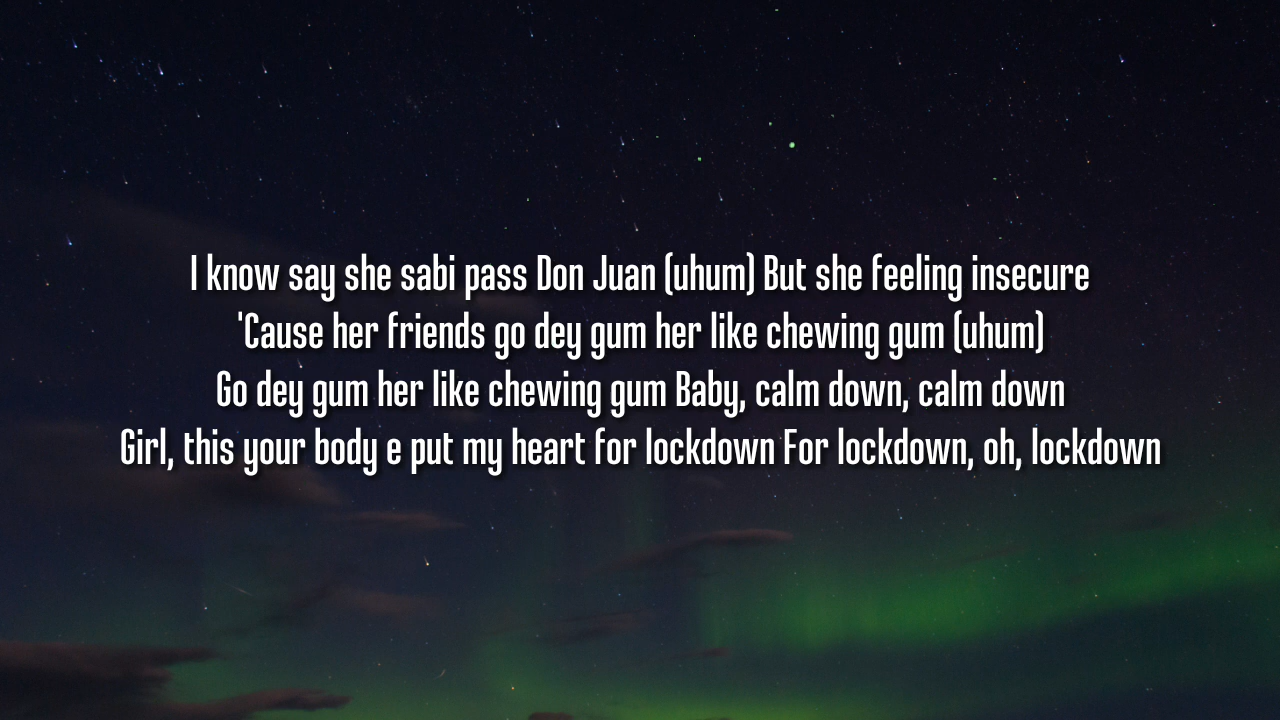 I know say she sabi pass Don Juan (uhum) But she feeling insecure
'Cause her friends go dey gum her like chewing gum (uhum)
Go dey gum her like chewing gum Baby, calm down, calm down
Girl, this your body e put my heart for lockdown For lockdown, oh, lockdown